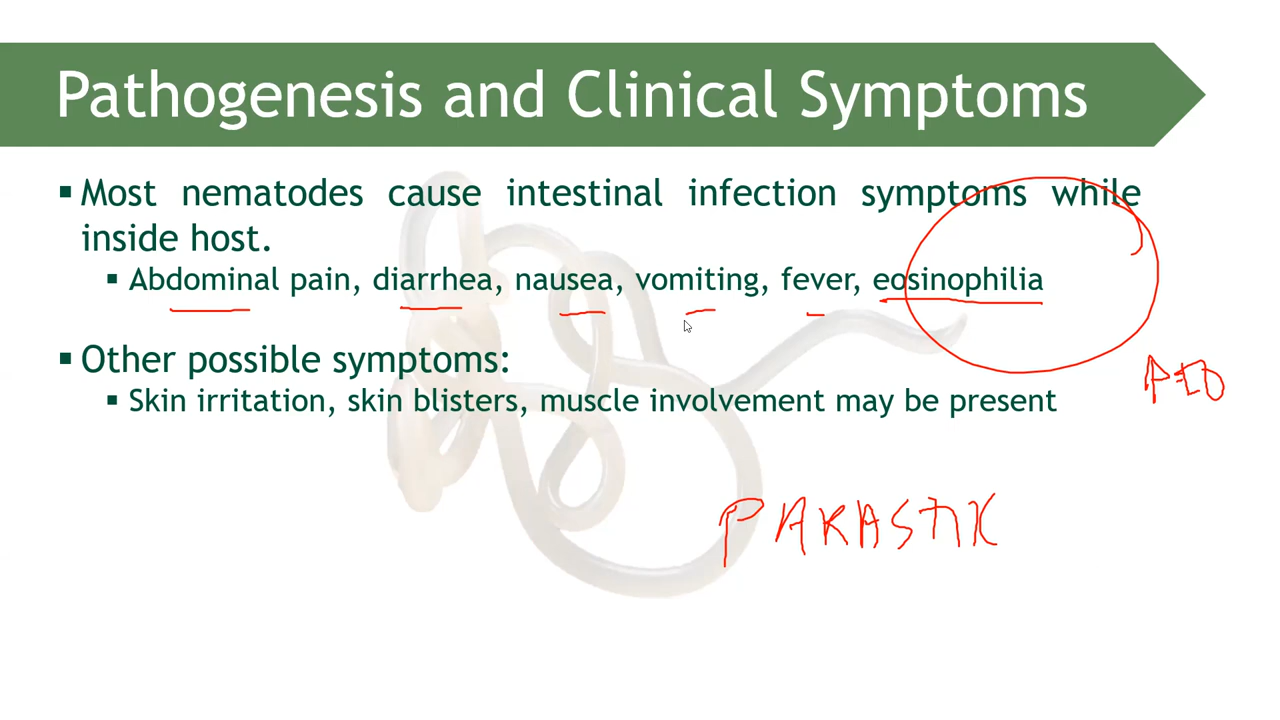 Pathogenesis and Clinical Symptoms
▪ Most nematodes cause intestinal infection symptoms while
inside host.
▪ Abdominal pain, diarrhea, nausea, vomiting, fever, eosinophilia
▪ Other possible symptoms:
▪ Skin irritation, skin blisters, muscle involvement may be present